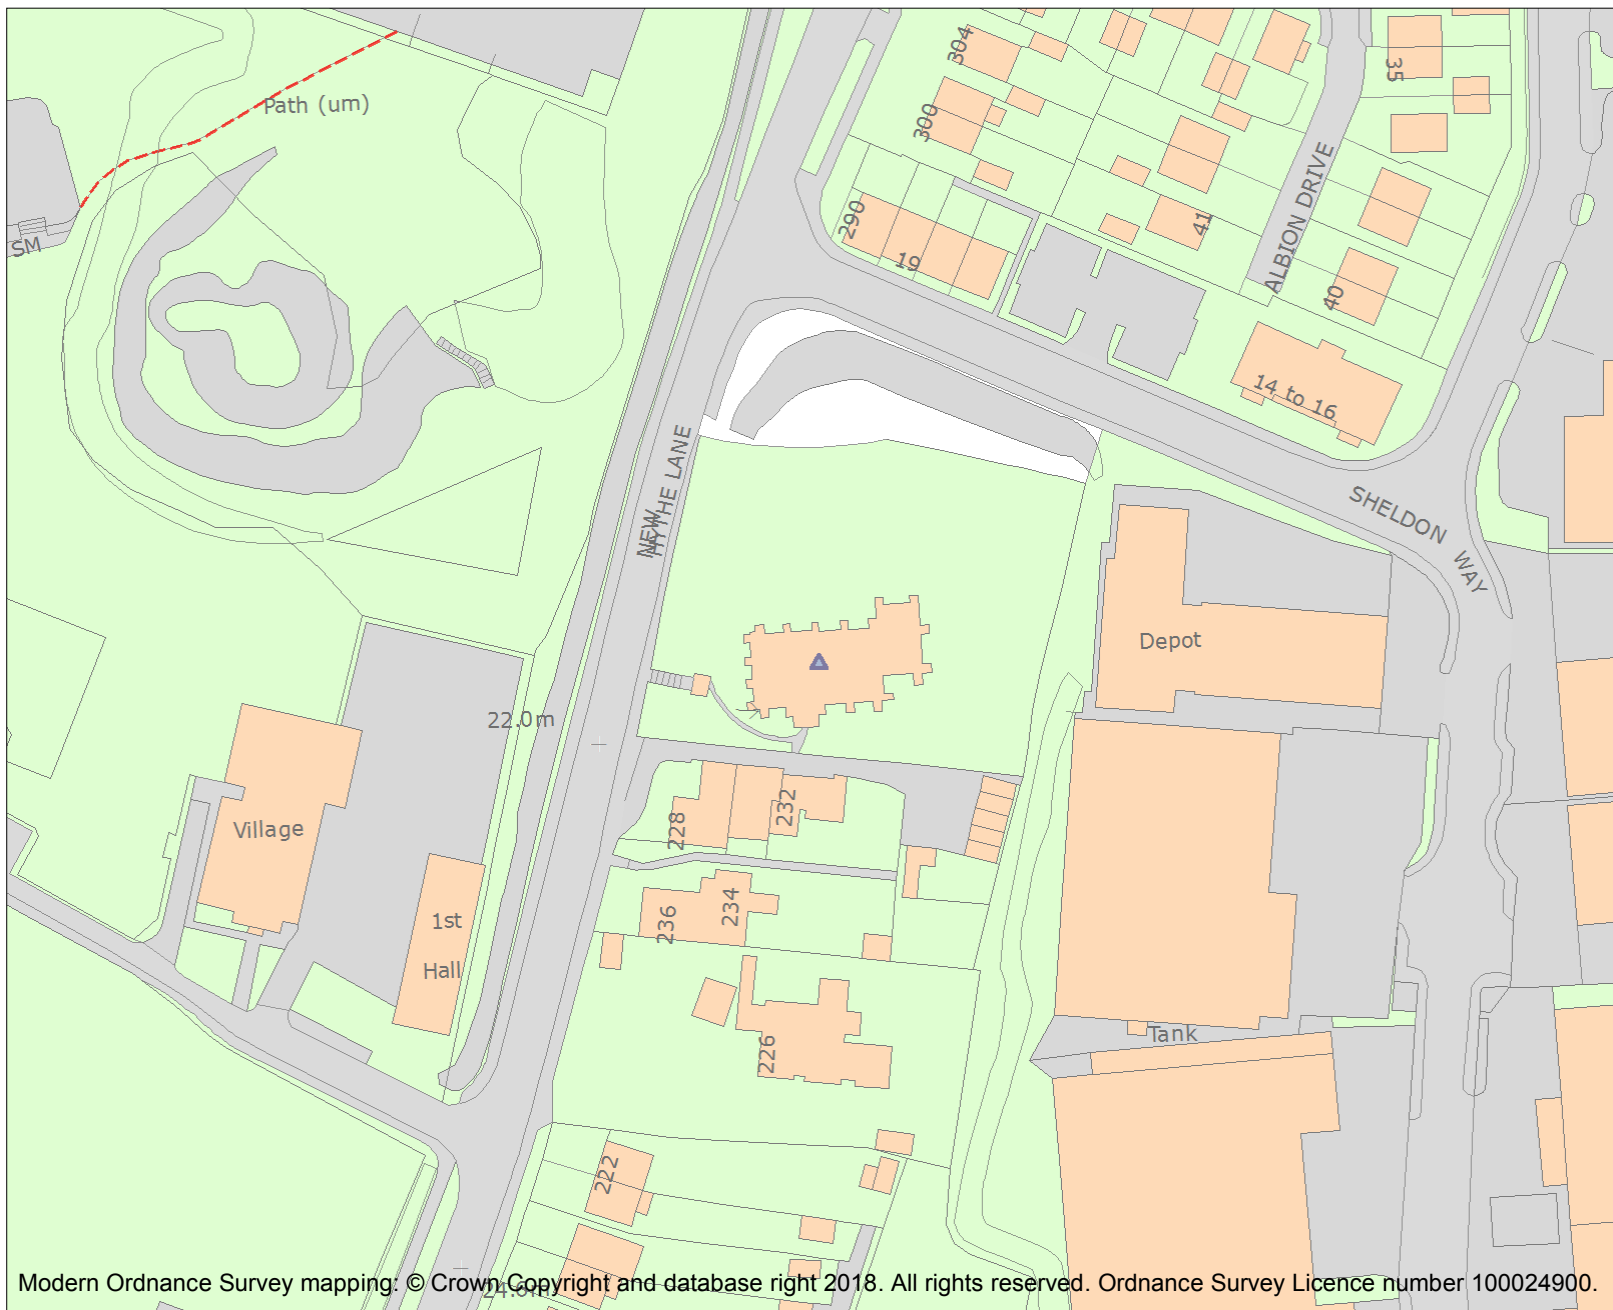 304
35
Path (um)
300
ALBION DRIVE
290
41
SM
19
40
14 to 16
NEW
HYTHE LANE
SHELDON WAY
Depot
22.0m
232
Village
228
234
236
1st
Hall
Tank
226
222
24.6m
Modern Ordnance Survey mapping: © Crown Copyright and database right 2018. All rights reserved. Ordnance Survey Licence number 100024900.